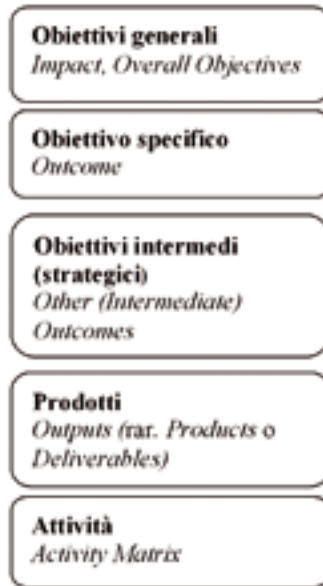 Obiettivi generali
Impact, Overall Objectives
Obiettivo specifico
Outcome
Obiettivi intermedi
(strategici)
Other (Intermediate)
Outcomes
Prodotti
Outputs (rar. Products o
Deliverables)
Attività
Activity Matrix